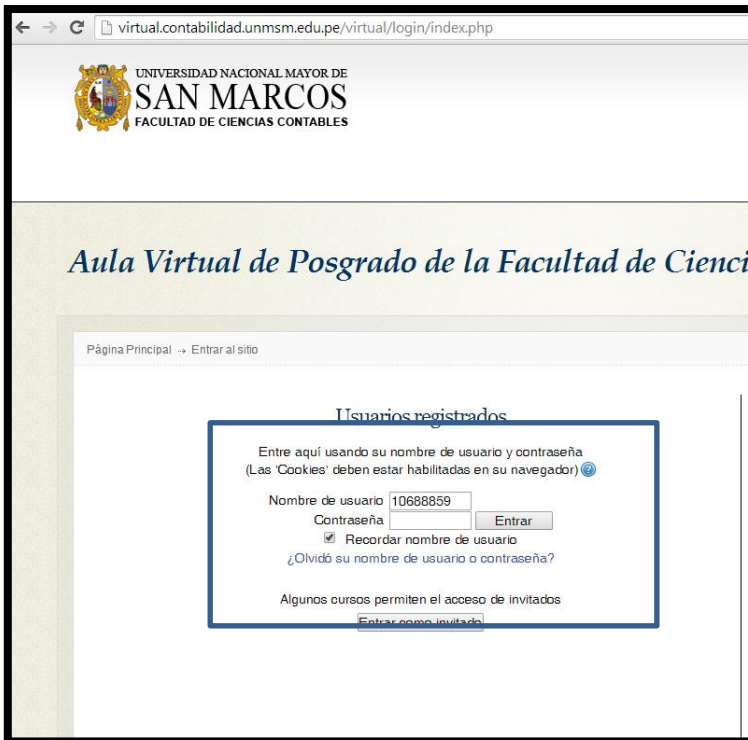 virtual.contabilidad.unmsm.edu.pe/virtual/login/index.php
UNIVERSIDAD NACIONAL MAYOR DE
SAN MARCOS
FACULTAD DE CIENCIAS CONTABLES
Aula Virtual de Posgrado de la Facultad de Cienci
Página Principal → Entrar al sitio
Usuarios registrados
Entre aquí usando su nombre de usuario y contraseña
(Las 'Cookies' deben estar habilitadas en su navegador)
Nombre de usuario 10688859
Contraseña Entrar
Recordar nombre de usuario
¿Olvidó su nombre de usuario o contraseña?
Algunos cursos permiten el acceso de invitados
Entrar como invitado